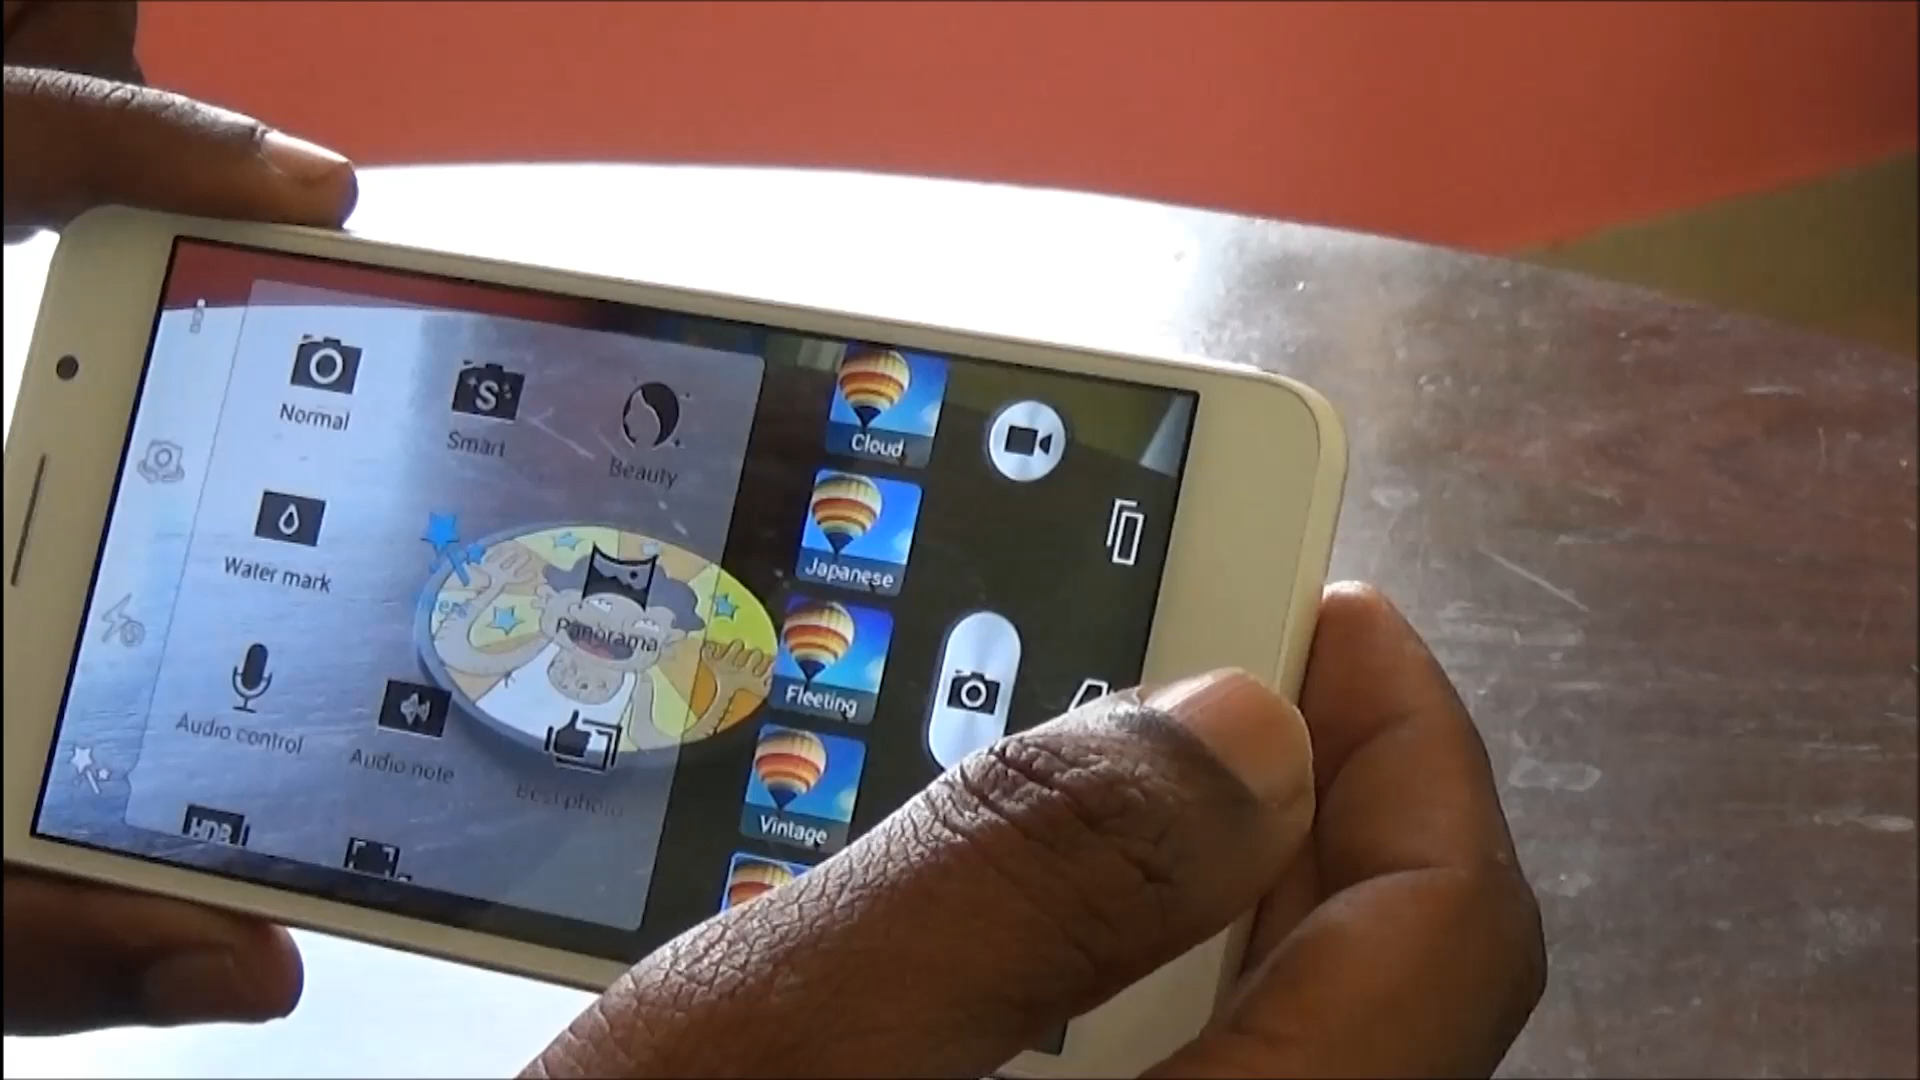 Normal
Smart
Beauty
Water mark
Panorama
Audio control
Audio note
Best photo
HDR
Cloud
Japanese
Fleeting
Vintage